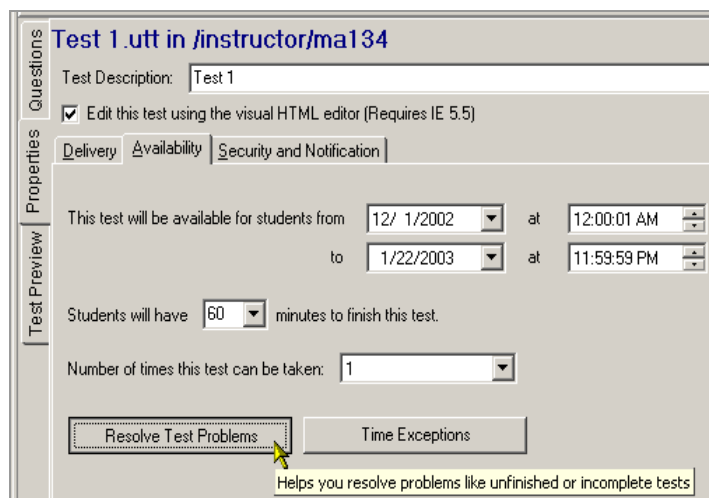 Test 1.utt in /instructor/ma134
Test Description: Test 1
Edit this test using the visual HTML editor (Requires IE 5.5)
Questions
Properties
Test Preview
Delivery Availability Security and Notification
This test will be available for students from 12/ 1/2002 at 12:00:01 AM
to 1/22/2003 at 11:59:59 PM
Students will have 60 minutes to finish this test.
Number of times this test can be taken: 1
Resolve Test Problems Time Exceptions
Helps you resolve problems like unfinished or incomplete tests